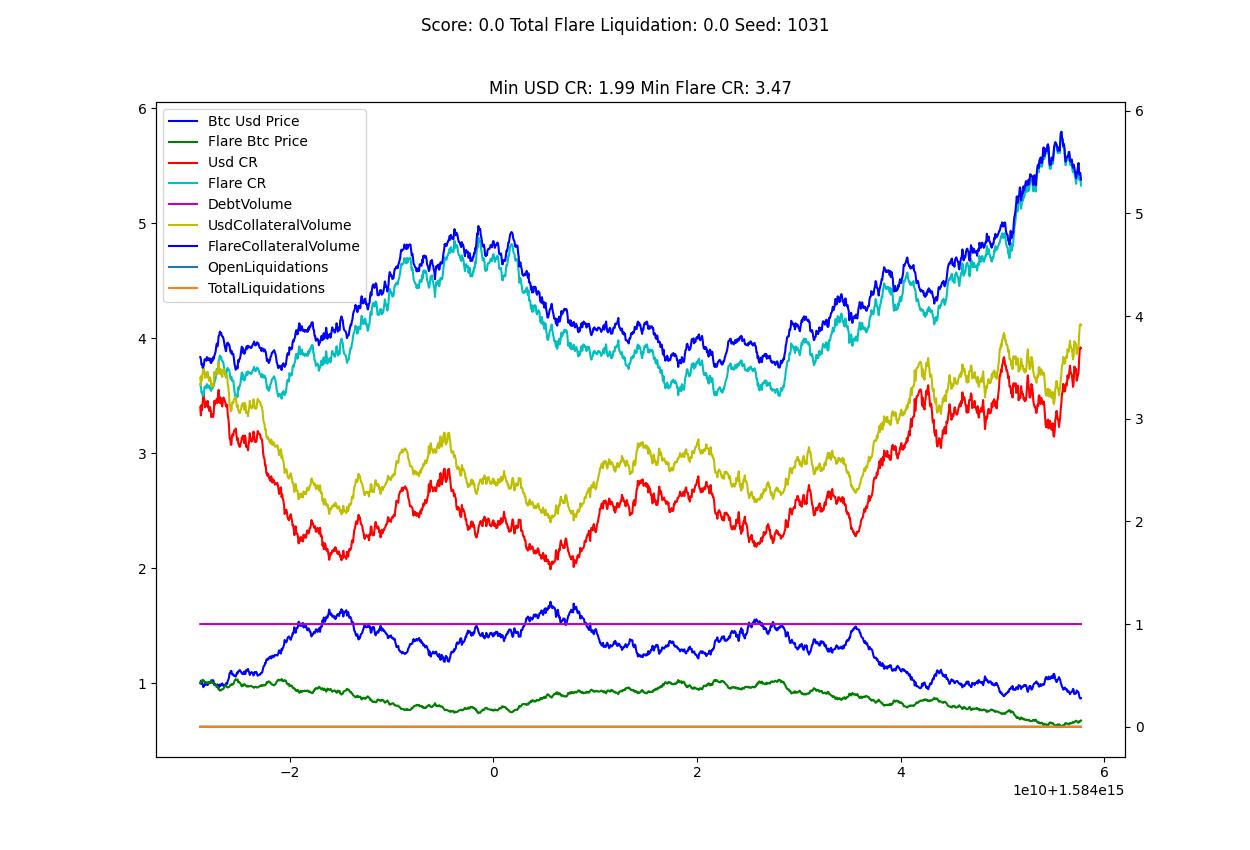 Score: 0.0 Total Flare Liquidation: 0.0 Seed: 1031
Min USD CR: 1.99 Min Flare CR: 3.47
Btc Usd Price
Flare Btc Price
Usd CR
Flare CR
DebtVolume
UsdCollateralVolume
FlareCollateralVolume
OpenLiquidations
TotalLiquidations
6
5
4
3
2
1
6
5
4
3
2
1
0
−2
0
2
4
6
1e10+1.584e15